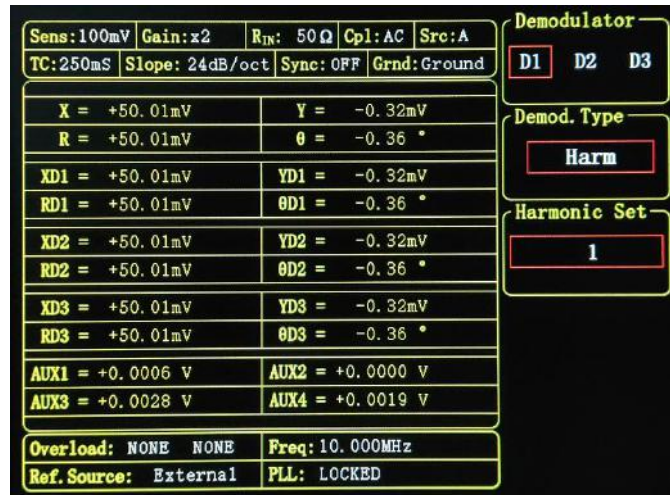 Sens:100mV Gain:x2 RIN: 50Ω Cpl:AC Src:A
TC:250mS Slope: 24dB/oct Sync:OFF Grnd:Ground
X = +50.01mV Y = -0.32mV
R = +50.01mV θ = -0.36 °
XD1 = +50.01mV YD1 = -0.32mV
RD1 = +50.01mV θD1 = -0.36 °
XD2 = +50.01mV YD2 = -0.32mV
RD2 = +50.01mV θD2 = -0.36 °
XD3 = +50.01mV YD3 = -0.32mV
RD3 = +50.01mV θD3 = -0.36 °
AUX1 = +0.0006 V AUX2 = +0.0000 V
AUX3 = +0.0028 V AUX4 = +0.0019 V
Overload: NONE NONE Freq:10.000MHz
Ref.Source: External PLL: LOCKED
Demodulator
D1 D2 D3
Demod.Type
Harm
Harmonic Set
1